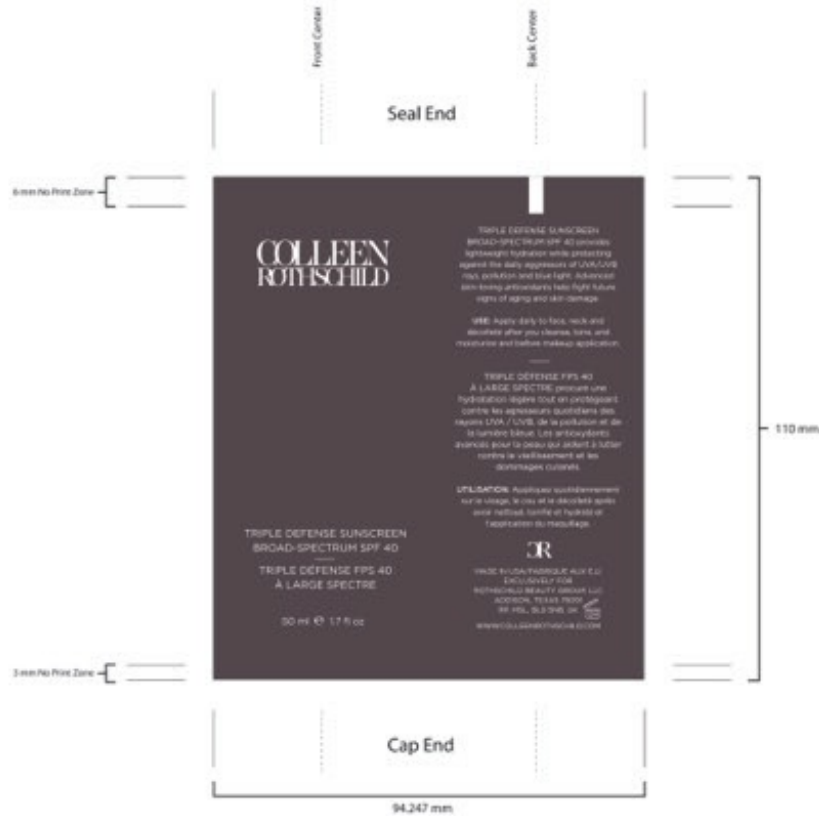 Front Center
Back Center
Seal End
6 mm No Print Zone
COLLEEN
ROTHSCHILD
TRIPLE DEFENSE SUNSCREEN
BROAD-SPECTRUM SPF 40
TRIPLE DÉFENSE FPS 40
À LARGE SPECTRE
50 ml ℮ 1.7 fl oz
TRIPLE DEFENSE SUNSCREEN
BROAD-SPECTRUM SPF 40 provides
lightweight hydration while protecting
against the daily aggressors of UVA/UVB
rays, pollution and blue light. Advanced
skin-loving antioxidants help fight future
signs of aging and skin damage.
USE: Apply daily to face, neck and
décolleté after you cleanse, tone, and
moisturize and before makeup application.
TRIPLE DÉFENSE FPS 40
À LARGE SPECTRE procure une
hydratation légère tout en protégeant
contre les agresseurs quotidiens des
rayons UVA / UVB, de la pollution et de
la lumière bleue. Les antioxydants
avancés pour la peau qui aident à lutter
contre le vieillissement et les
dommages cutanés.
UTILISATION: Appliquez quotidiennement
sur le visage, le cou et le décolleté après
avoir nettoyé, tonifié et hydraté et
l'application du maquillage.
CR
MADE IN USA/FABRIQUÉ AUX É.U.
EXCLUSIVELY FOR
ROTHSCHILD BEAUTY GROUP, LLC
ADDISON, TEXAS 75001
RP: HSL, GL5 5NB, UK
WWW.COLLEENROTHSCHILD.COM
110 mm
3 mm No Print Zone
Cap End
94.247 mm